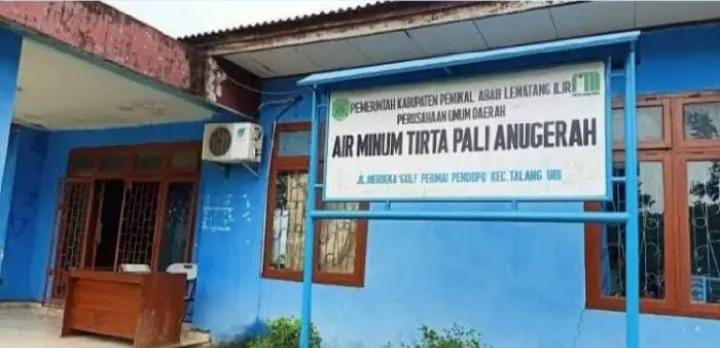 PEMERINTAH KABUPATEN PENUKAL ABAB LEMATANG ILIR
PERUSAHAAN UMUM DAERAH
AIR MINUM TIRTA PALI ANUGERAH
JL.MERDEKA GOLF PERMAI PENDOPO KEC.TALANG UBI